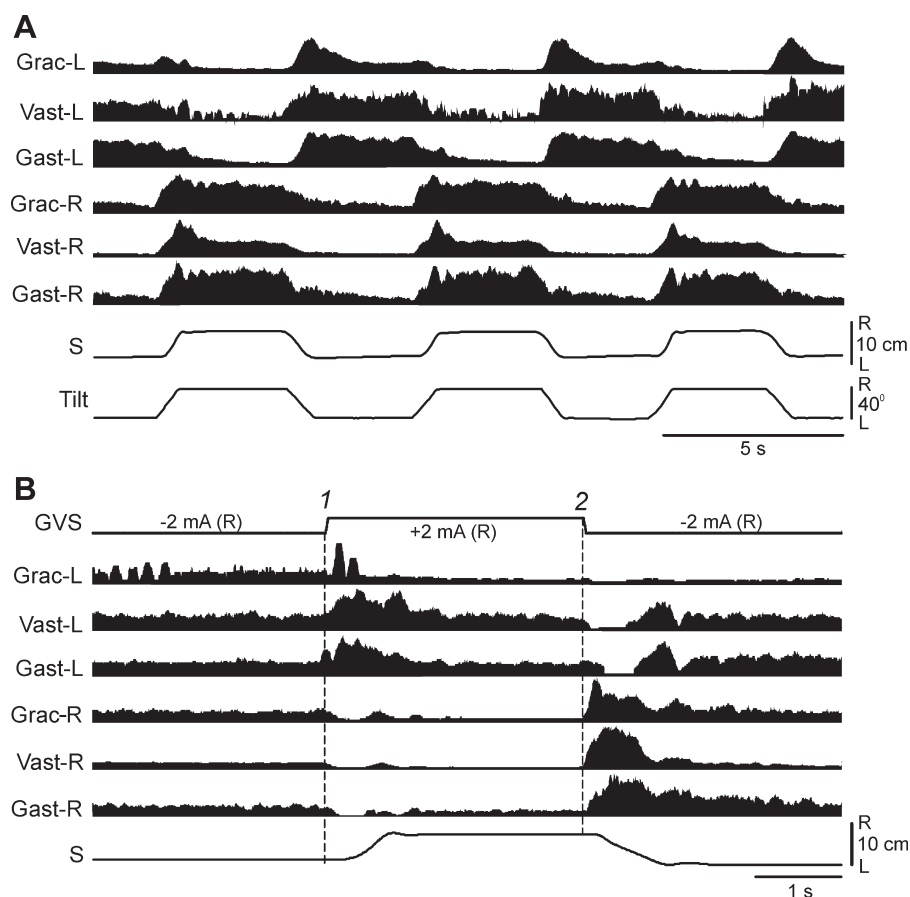 A
Grac-L
Vast-L
Gast-L
Grac-R
Vast-R
Gast-R
S
R
10 cm
L
Tilt
R
40⁰
L
5 s
B
1
2
GVS
-2 mA (R)
+2 mA (R)
-2 mA (R)
Grac-L
Vast-L
Gast-L
Grac-R
Vast-R
Gast-R
S
R
10 cm
L
1 s